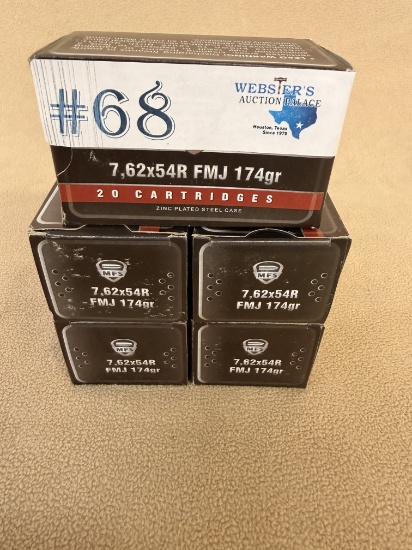 #68
WEBSTER'S
AUCTION PALACE
Houston, Texas
Since 1979
7,62x54R FMJ 174gr
20 CARTRIDGES
ZINC PLATED STEEL CASE
MFS
7,62x54R
FMJ 174gr
MFS
7,62x54R
FMJ 174gr
MFS
7,62x54R
FMJ 174gr
MFS
7,62x54R
FMJ 174gr